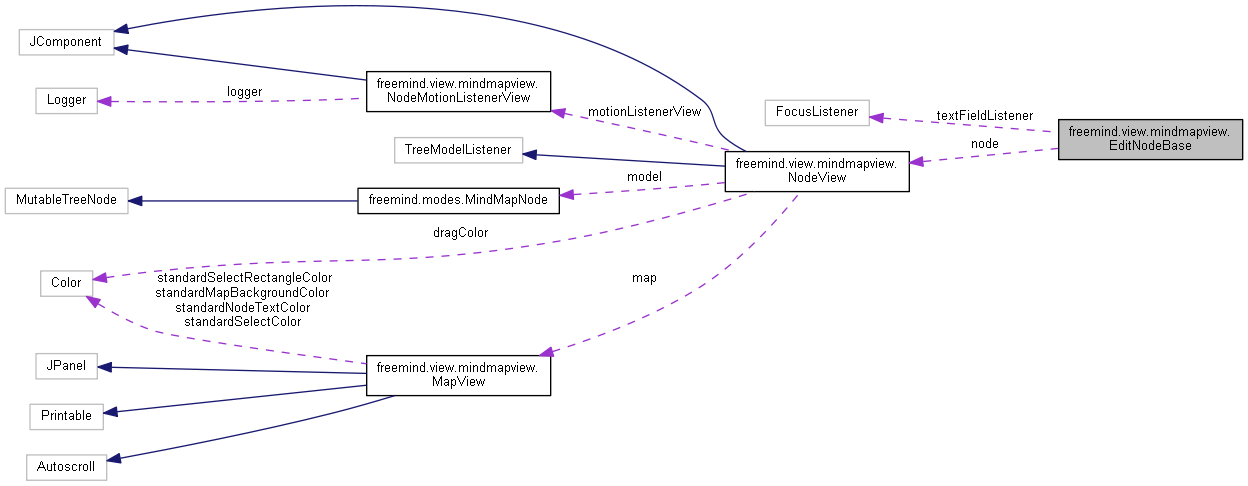 JComponent
freemind.view.mindmapview.
NodeMotionListenerView
Logger
logger
motionListenerView
FocusListener
textFieldListener
freemind.view.mindmapview.
EditNodeBase
node
TreeModelListener
freemind.view.mindmapview.
NodeView
model
MutableTreeNode
freemind.modes.MindMapNode
dragColor
Color
standardSelectRectangleColor
standardMapBackgroundColor
standardNodeTextColor
standardSelectColor
map
JPanel
freemind.view.mindmapview.
MapView
Printable
Autoscroll